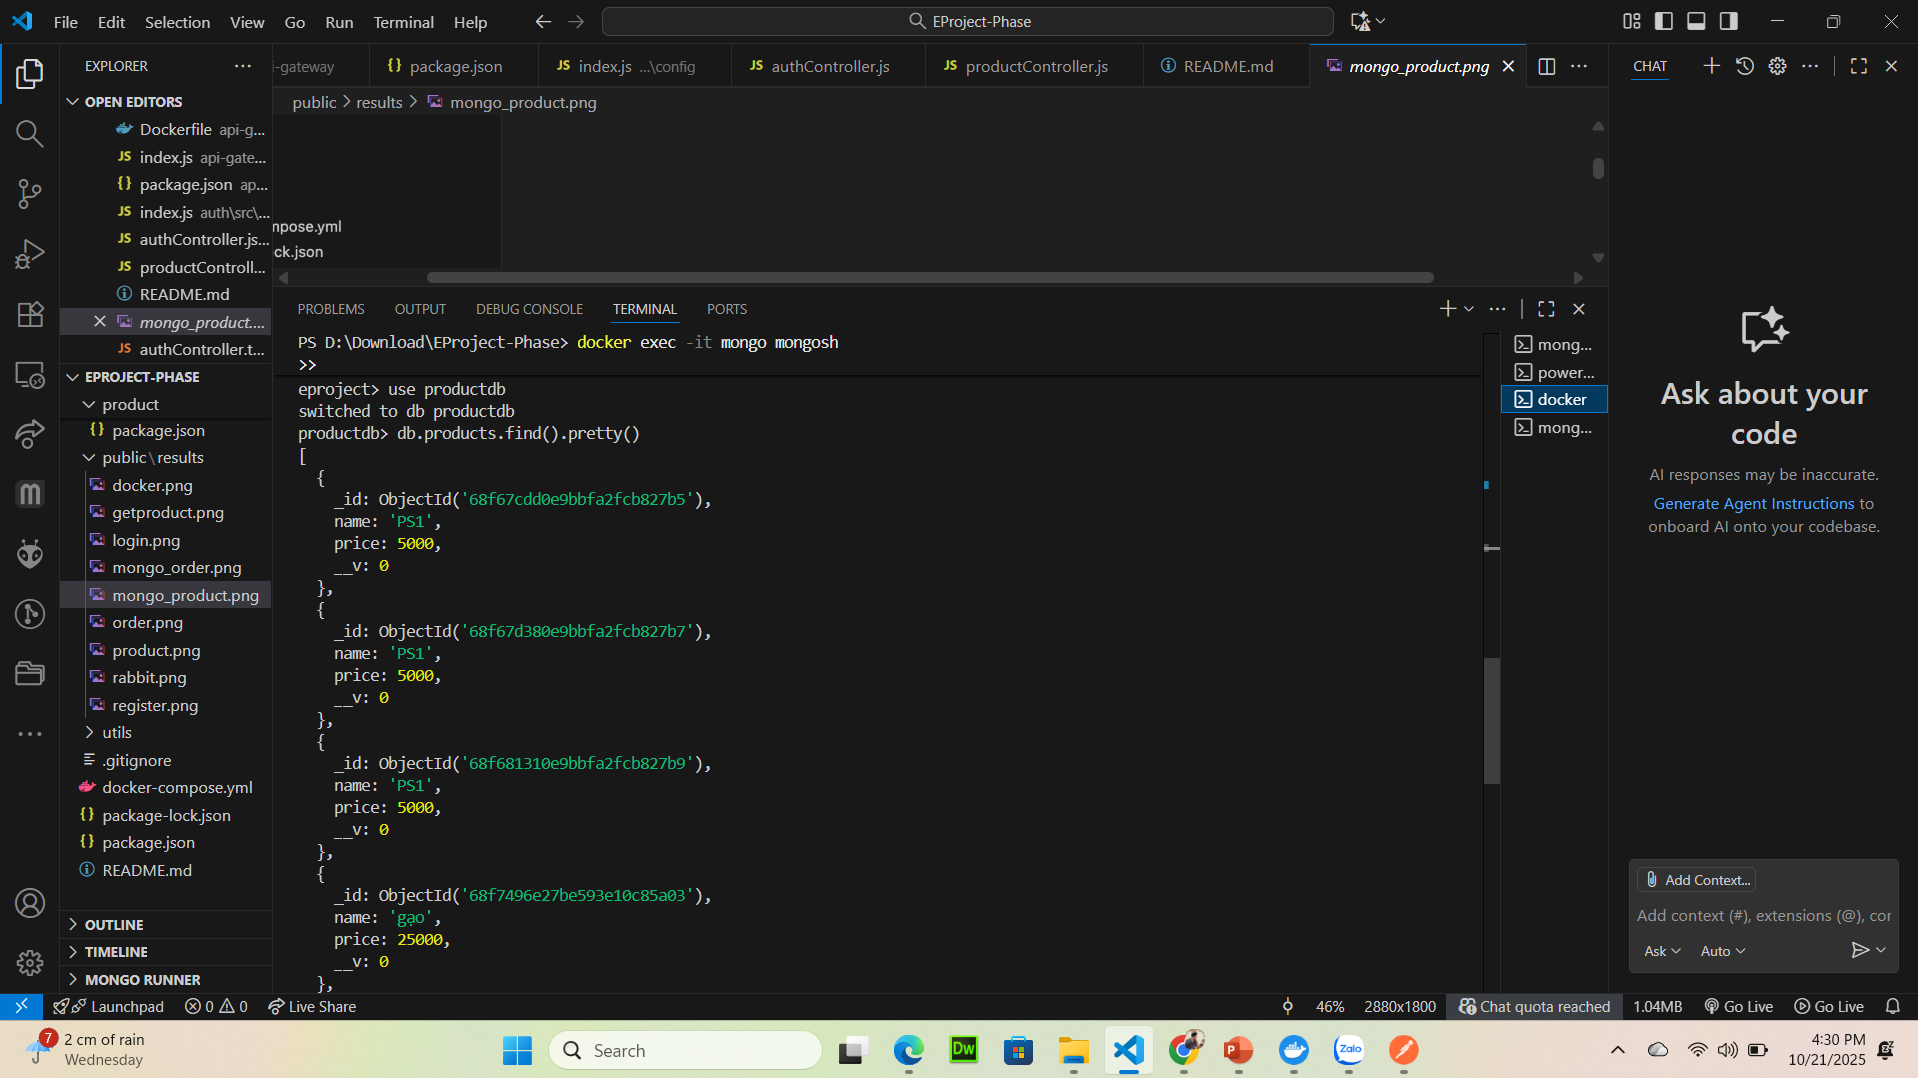 File Edit Selection View Go Run Terminal Help
EProject-Phase
EXPLORER
i-gateway
package.json
index.js ...\config
authController.js
productController.js
README.md
mongo_product.png
CHAT
OPEN EDITORS
public > results > mongo_product.png
Dockerfile api-g...
index.js api-gate...
package.json ap...
index.js auth\src\...
authController.js...
productControll...
README.md
mongo_product....
authController.t...
mpose.yml
ck.json
EPROJECT-PHASE
product
package.json
public\results
docker.png
getproduct.png
login.png
mongo_order.png
mongo_product.png
order.png
product.png
rabbit.png
register.png
utils
.gitignore
docker-compose.yml
package-lock.json
package.json
README.md
OUTLINE
TIMELINE
MONGO RUNNER
PROBLEMS OUTPUT DEBUG CONSOLE TERMINAL PORTS
PS D:\Download\EProject-Phase> docker exec -it mongo mongosh
>>
eproject> use productdb
switched to db productdb
productdb> db.products.find().pretty()
[
{
_id: ObjectId('68f67cdd0e9bbfa2fcb827b5'),
name: 'PS1',
price: 5000,
__v: 0
},
{
_id: ObjectId('68f67d380e9bbfa2fcb827b7'),
name: 'PS1',
price: 5000,
__v: 0
},
{
_id: ObjectId('68f681310e9bbfa2fcb827b9'),
name: 'PS1',
price: 5000,
__v: 0
},
{
_id: ObjectId('68f7496e27be593e10c85a03'),
name: 'gạo',
price: 25000,
__v: 0
},
mong...
power...
docker
mong...
Ask about your
code
AI responses may be inaccurate.
Generate Agent Instructions to
onboard AI onto your codebase.
Add Context...
Add context (#), extensions (@), cor
Ask Auto
Launchpad 0 0 Live Share
46% 2880x1800 Chat quota reached 1.04MB Go Live Go Live
7
2 cm of rain
Wednesday
Search
Dw
Zalo
4:30 PM
10/21/2025